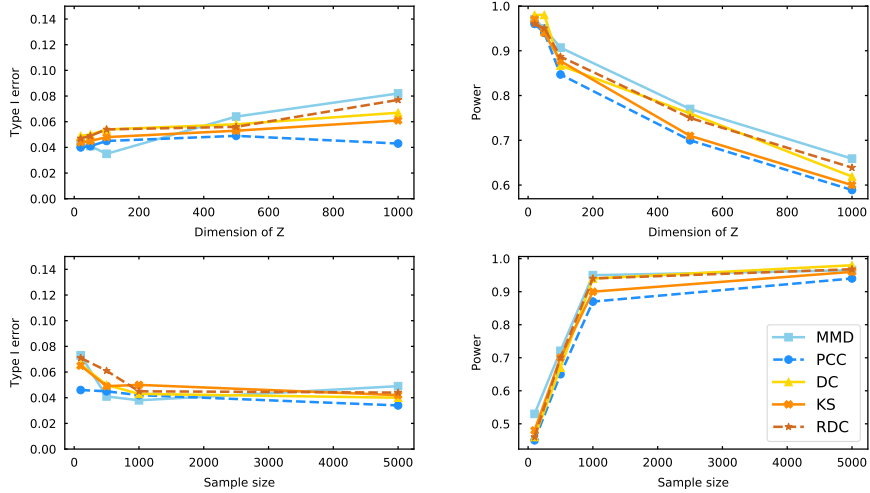 0.14
0.12
0.10
0.08
0.06
0.04
0.02
0.00
Type I error
0 200 400 600 800 1000
Dimension of Z
1.0
0.9
0.8
0.7
0.6
Power
0 200 400 600 800 1000
Dimension of Z
0.14
0.12
0.10
0.08
0.06
0.04
0.02
0.00
Type I error
0 1000 2000 3000 4000 5000
Sample size
1.0
0.9
0.8
0.7
0.6
0.5
Power
0 1000 2000 3000 4000 5000
Sample size
MMD
PCC
DC
KS
RDC